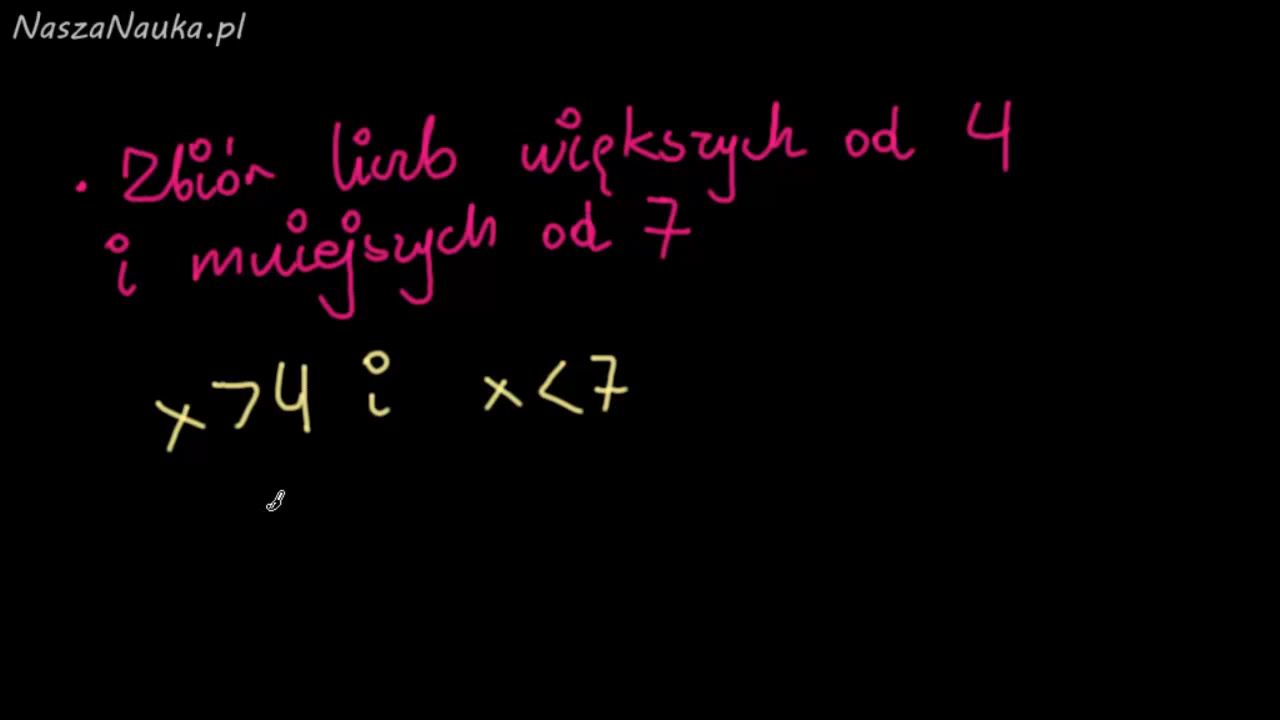 NaszaNauka.pl
• Zbiór liczb większych od 4
i mniejszych od 7
x>4 i x<7